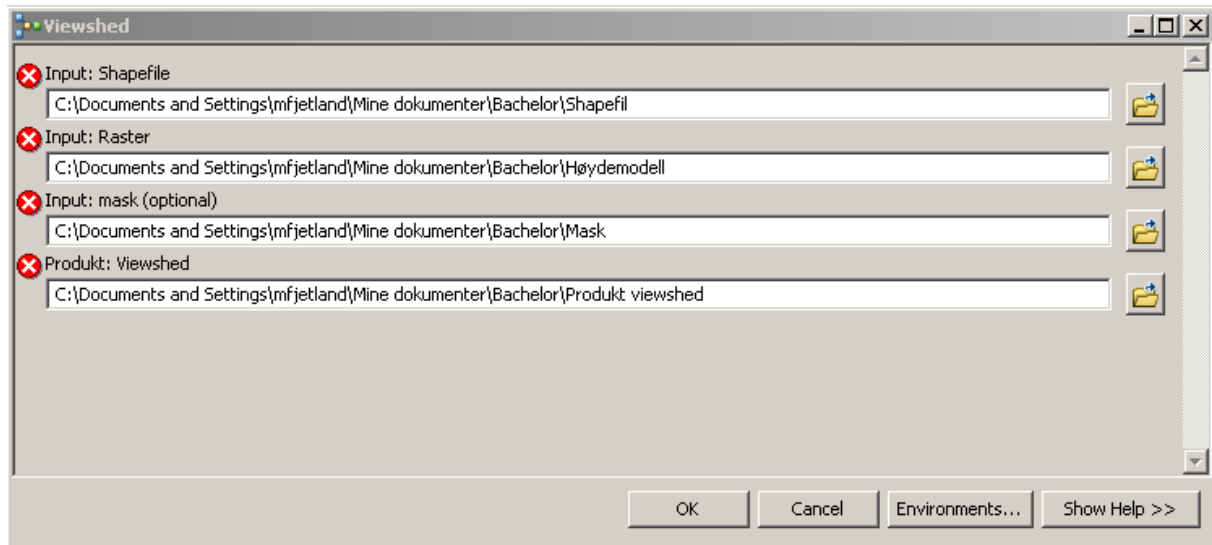 Viewshed
Input: Shapefile
C:\Documents and Settings\mfjetland\Mine dokumenter\Bachelor\Shapefil
Input: Raster
C:\Documents and Settings\mfjetland\Mine dokumenter\Bachelor\Høydemodell
Input: mask (optional)
C:\Documents and Settings\mfjetland\Mine dokumenter\Bachelor\Mask
Produkt: Viewshed
C:\Documents and Settings\mfjetland\Mine dokumenter\Bachelor\Produkt viewshed
OK Cancel Environments... Show Help >>